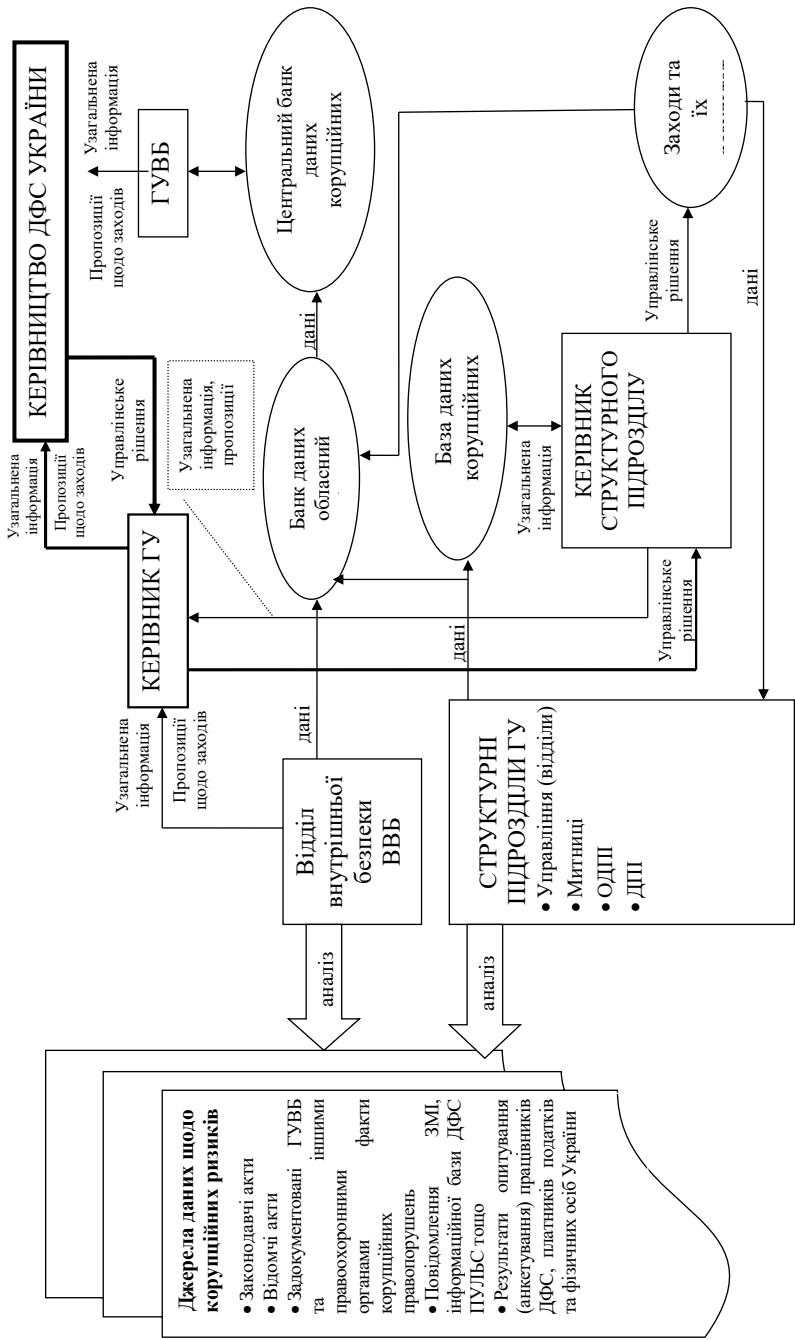 КЕРІВНИЦТВО ДФС УКРАЇНИ
Узагальнена
інформація
Пропозиції
щодо заходів
Управлінське
рішення
Пропозиції
щодо заходів
Узагальнена
інформація
ГУВБ
КЕРІВНИК ГУ
Узагальнена
інформація,
пропозиції
Узагальнена
інформація
Пропозиції
щодо заходів
Центральний банк
даних
корупційних
дані
Банк даних
обласний
дані
Відділ
внутрішньої
безпеки
ВВБ
аналіз
База даних
корупційних
дані
Узагальнена
інформація
КЕРІВНИК
СТРУКТУРНОГО
ПІДРОЗДІЛУ
Управлінське
рішення
Управлінське
рішення
Заходи та
їх
дані
СТРУКТУРНІ
ПІДРОЗДІЛИ ГУ
• Управління (відділи)
• Митниці
• ОДПІ
• ДПІ
аналіз
Джерела даних щодо
корупційних ризиків
• Законодавчі акти
• Відомчі акти
• Задокументовані ГУВБ
та іншими
правоохоронними
органами факти
корупційних
правопорушень
• Повідомлення ЗМІ,
інформаційної бази ДФС
ПУЛЬС тощо
• Результати опитування
(анкетування) працівників
ДФС, платників податків
та фізичних осіб України